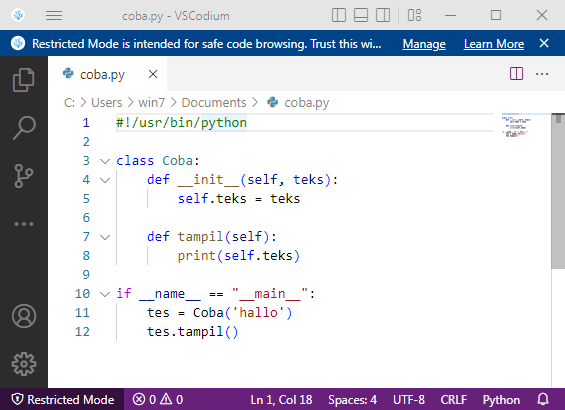 coba.py - VSCodium
Restricted Mode is intended for safe code browsing. Trust this wi... Manage Learn More
coba.py
C: > Users > win7 > Documents > coba.py
1 #!/usr/bin/python
2
3 class Coba:
4 def __init__(self, teks):
5 self.teks = teks
6
7 def tampil(self):
8 print(self.teks)
9
10 if __name__ == "__main__":
11 tes = Coba('hallo')
12 tes.tampil()
Restricted Mode 0 0 Ln 1, Col 18 Spaces: 4 UTF-8 CRLF Python